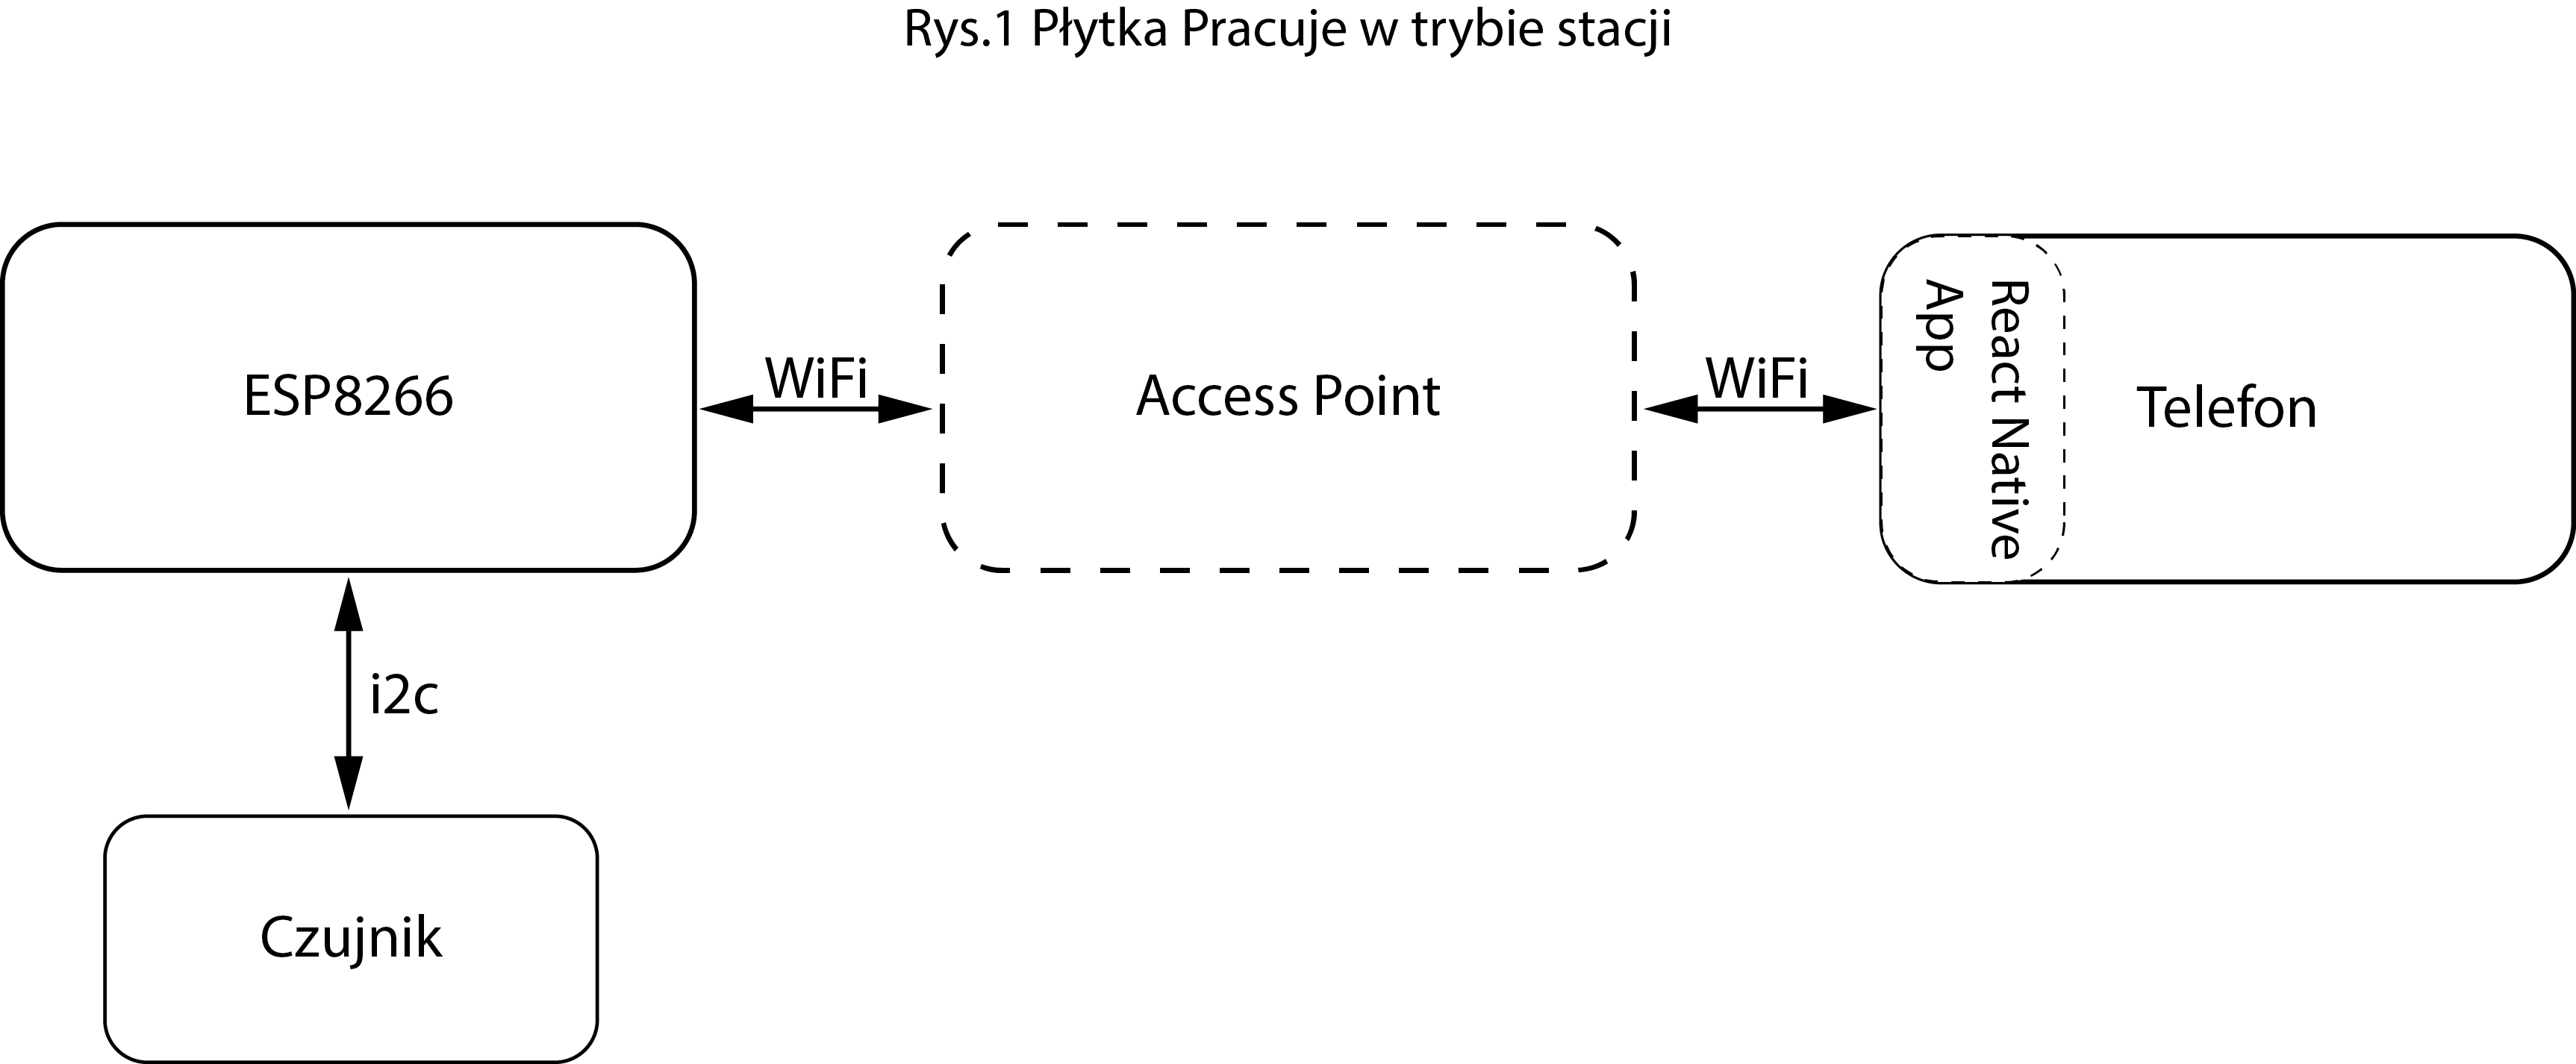 Rys.1 Płytka Pracuje w trybie stacji
ESP8266
WiFi
Access Point
WiFi
React Native
App
Telefon
i2c
Czujnik